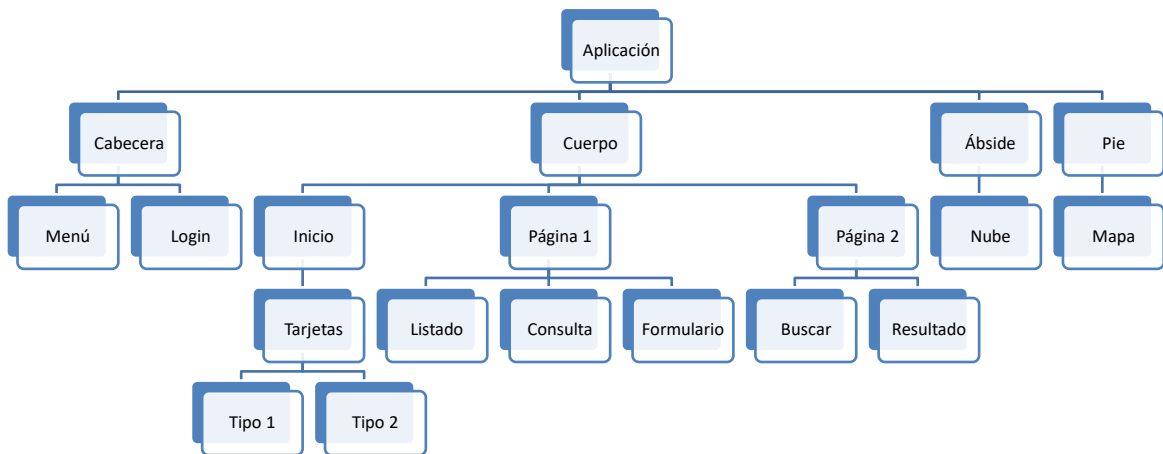 Aplicación
Cabecera
Cuerpo
Ábside
Pie
Menú
Login
Inicio
Página 1
Página 2
Nube
Mapa
Tarjetas
Listado
Consulta
Formulario
Buscar
Resultado
Tipo 1
Tipo 2